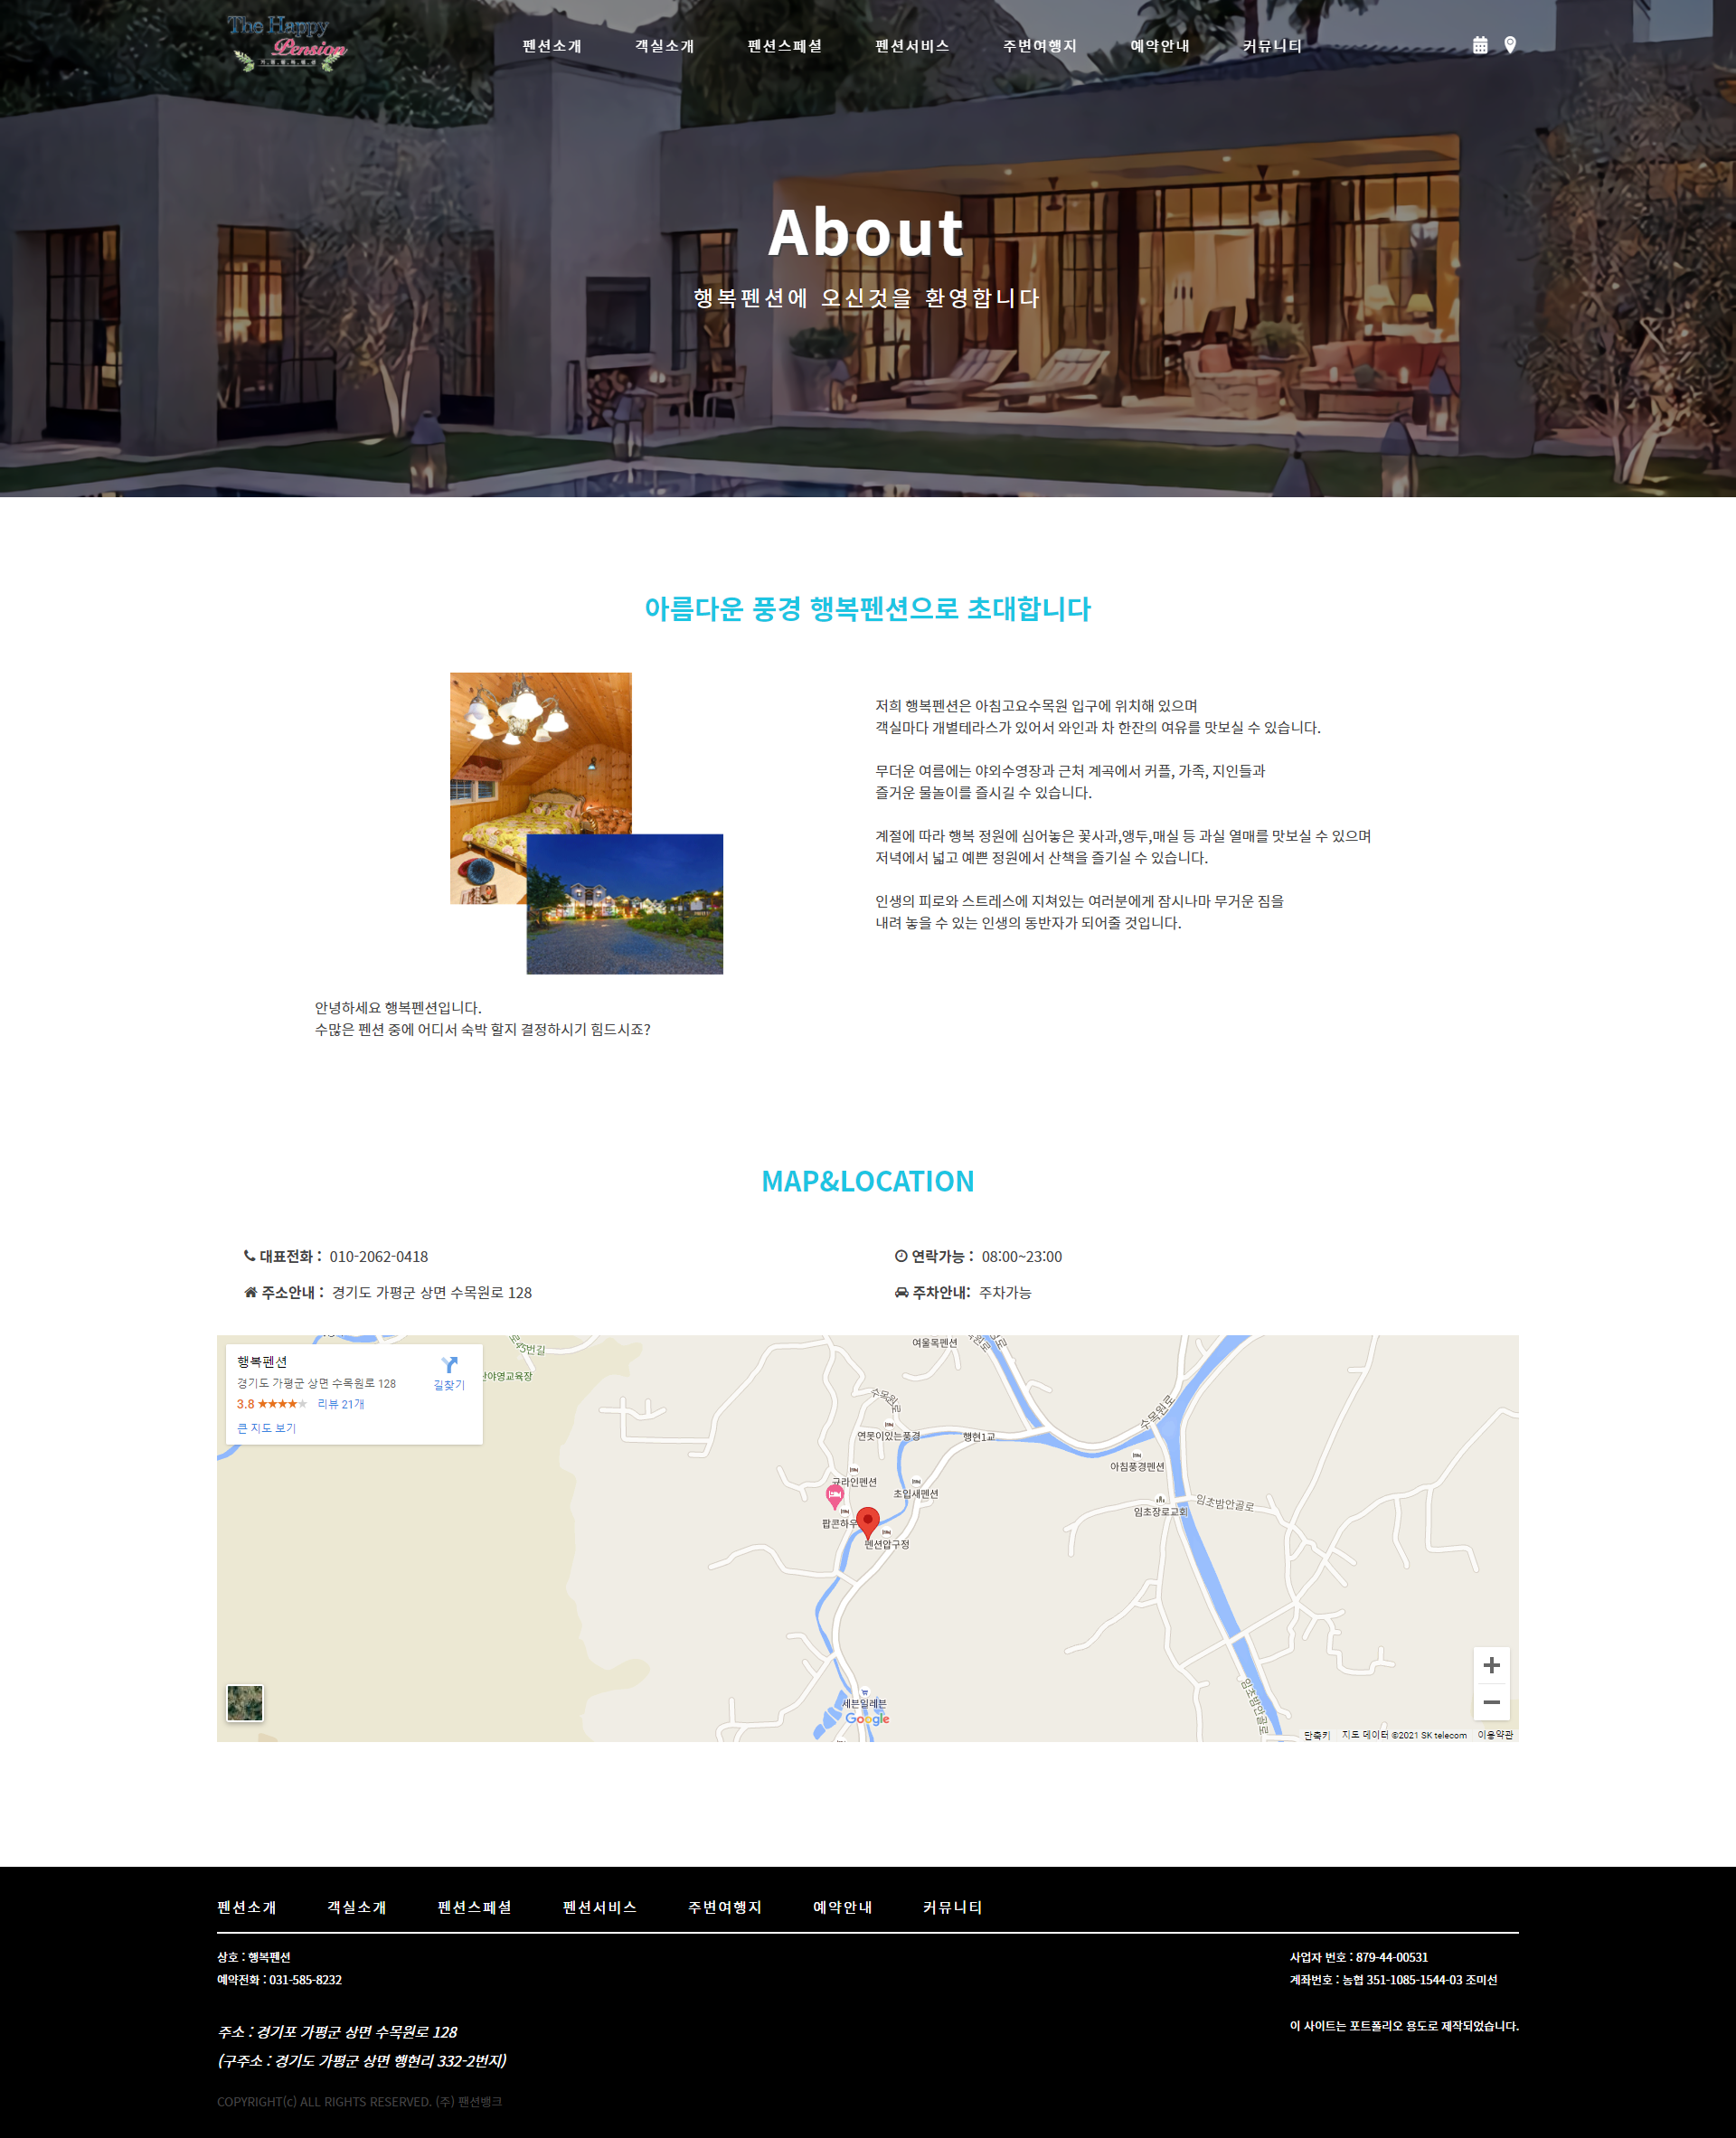 The Happy
Pension
펜션소개 객실소개 펜션스페셜 펜션서비스 주변여행지 예약안내 커뮤니티
About
행복펜션에 오신것을 환영합니다
아름다운 풍경 행복펜션으로 초대합니다
저희 행복펜션은 아침고요수목원 입구에 위치해 있으며
객실마다 개별테라스가 있어서 와인과 차 한잔의 여유를 맛보실 수 있습니다.
무더운 여름에는 야외수영장과 근처 계곡에서 커플, 가족, 지인들과
즐거운 물놀이를 즐시길 수 있습니다.
계절에 따라 행복 정원에 심어놓은 꽃사과,앵두,매실 등 과실 열매를 맛보실 수 있으며
저녁에서 넓고 예쁜 정원에서 산책을 즐기실 수 있습니다.
인생의 피로와 스트레스에 지쳐있는 여러분에게 잠시나마 무거운 짐을
내려 놓을 수 있는 인생의 동반자가 되어줄 것입니다.
안녕하세요 행복펜션입니다.
수많은 펜션 중에 어디서 숙박 할지 결정하시기 힘드시죠?
MAP&LOCATION
대표전화 : 010-2062-0418
연락가능 : 08:00~23:00
주소안내 : 경기도 가평군 상면 수목원로 128
주차안내: 주차가능
행복펜션
경기도 가평군 상면 수목원로 128
3.8 리뷰 21개
큰 지도 보기
길찾기
45번길
야영교육장
여울목펜션
수목원로
연못이있는풍경
행현1교
수목원로
아침풍경펜션
규라인펜션
초입새펜션
팝콘하우
펜션압구정
임초장로교회
임초밤안골로
임초밤안골로
세븐일레븐
Google
단축키 지도 데이터 ©2021 SK telecom 이용약관
펜션소개 객실소개 팬션스페셜 펜션서비스 주변여행지 예약안내 커뮤니티
상호 : 행복펜션
예약전화 : 031-585-8232
사업자 번호 : 879-44-00531
계좌번호 : 농협 351-1085-1544-03 조미선
주소 : 경기포 가평군 상면 수목원로 128
(구주소 : 경기도 가평군 상면 행현리 332-2번지)
이 사이트는 포트폴리오 용도로 제작되었습니다.
COPYRIGHT(c) ALL RIGHTS RESERVED. (주) 팬션뱅크